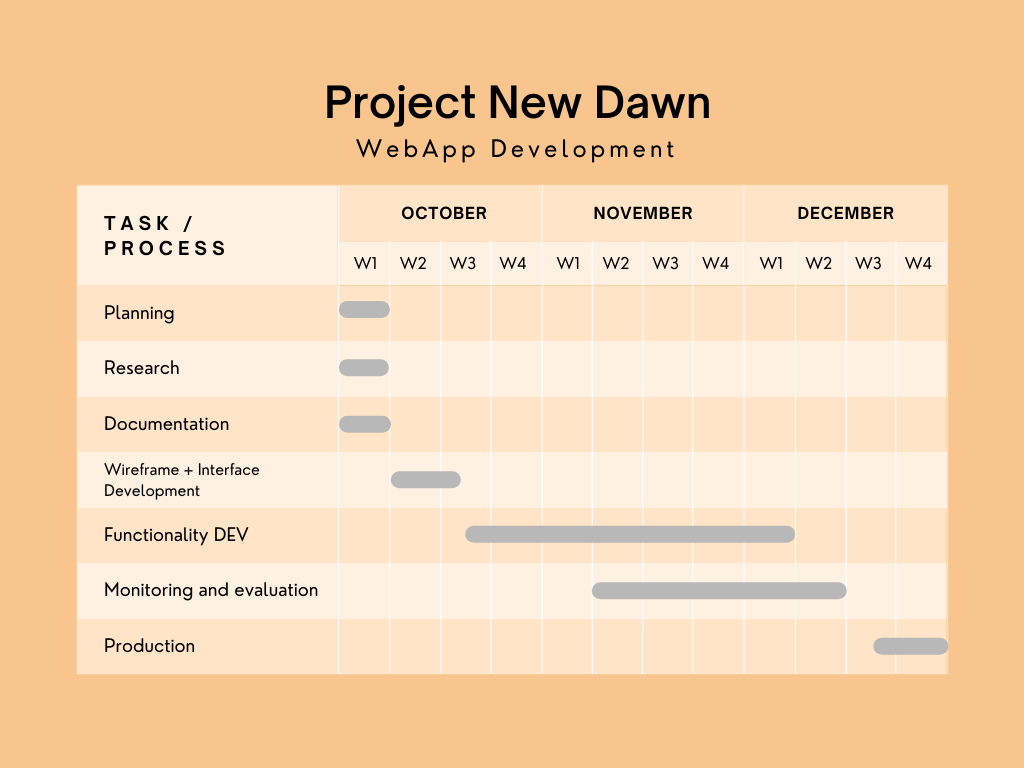 Project New Dawn
WebApp Development
TASK /
PROCESS
OCTOBER NOVEMBER DECEMBER
W1 W2 W3 W4 W1 W2 W3 W4 W1 W2 W3 W4
Planning
Research
Documentation
Wireframe + Interface
Development
Functionality DEV
Monitoring and evaluation
Production